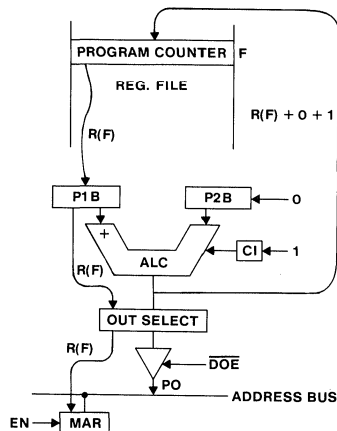 PROGRAM COUNTER F
REG. FILE
R(F)
R(F) + 0 + 1
P1B
P2B
0
+
ALC
CI
1
R(F)
OUT SELECT
R(F)
DOE
PO
ADDRESS BUS
EN
MAR